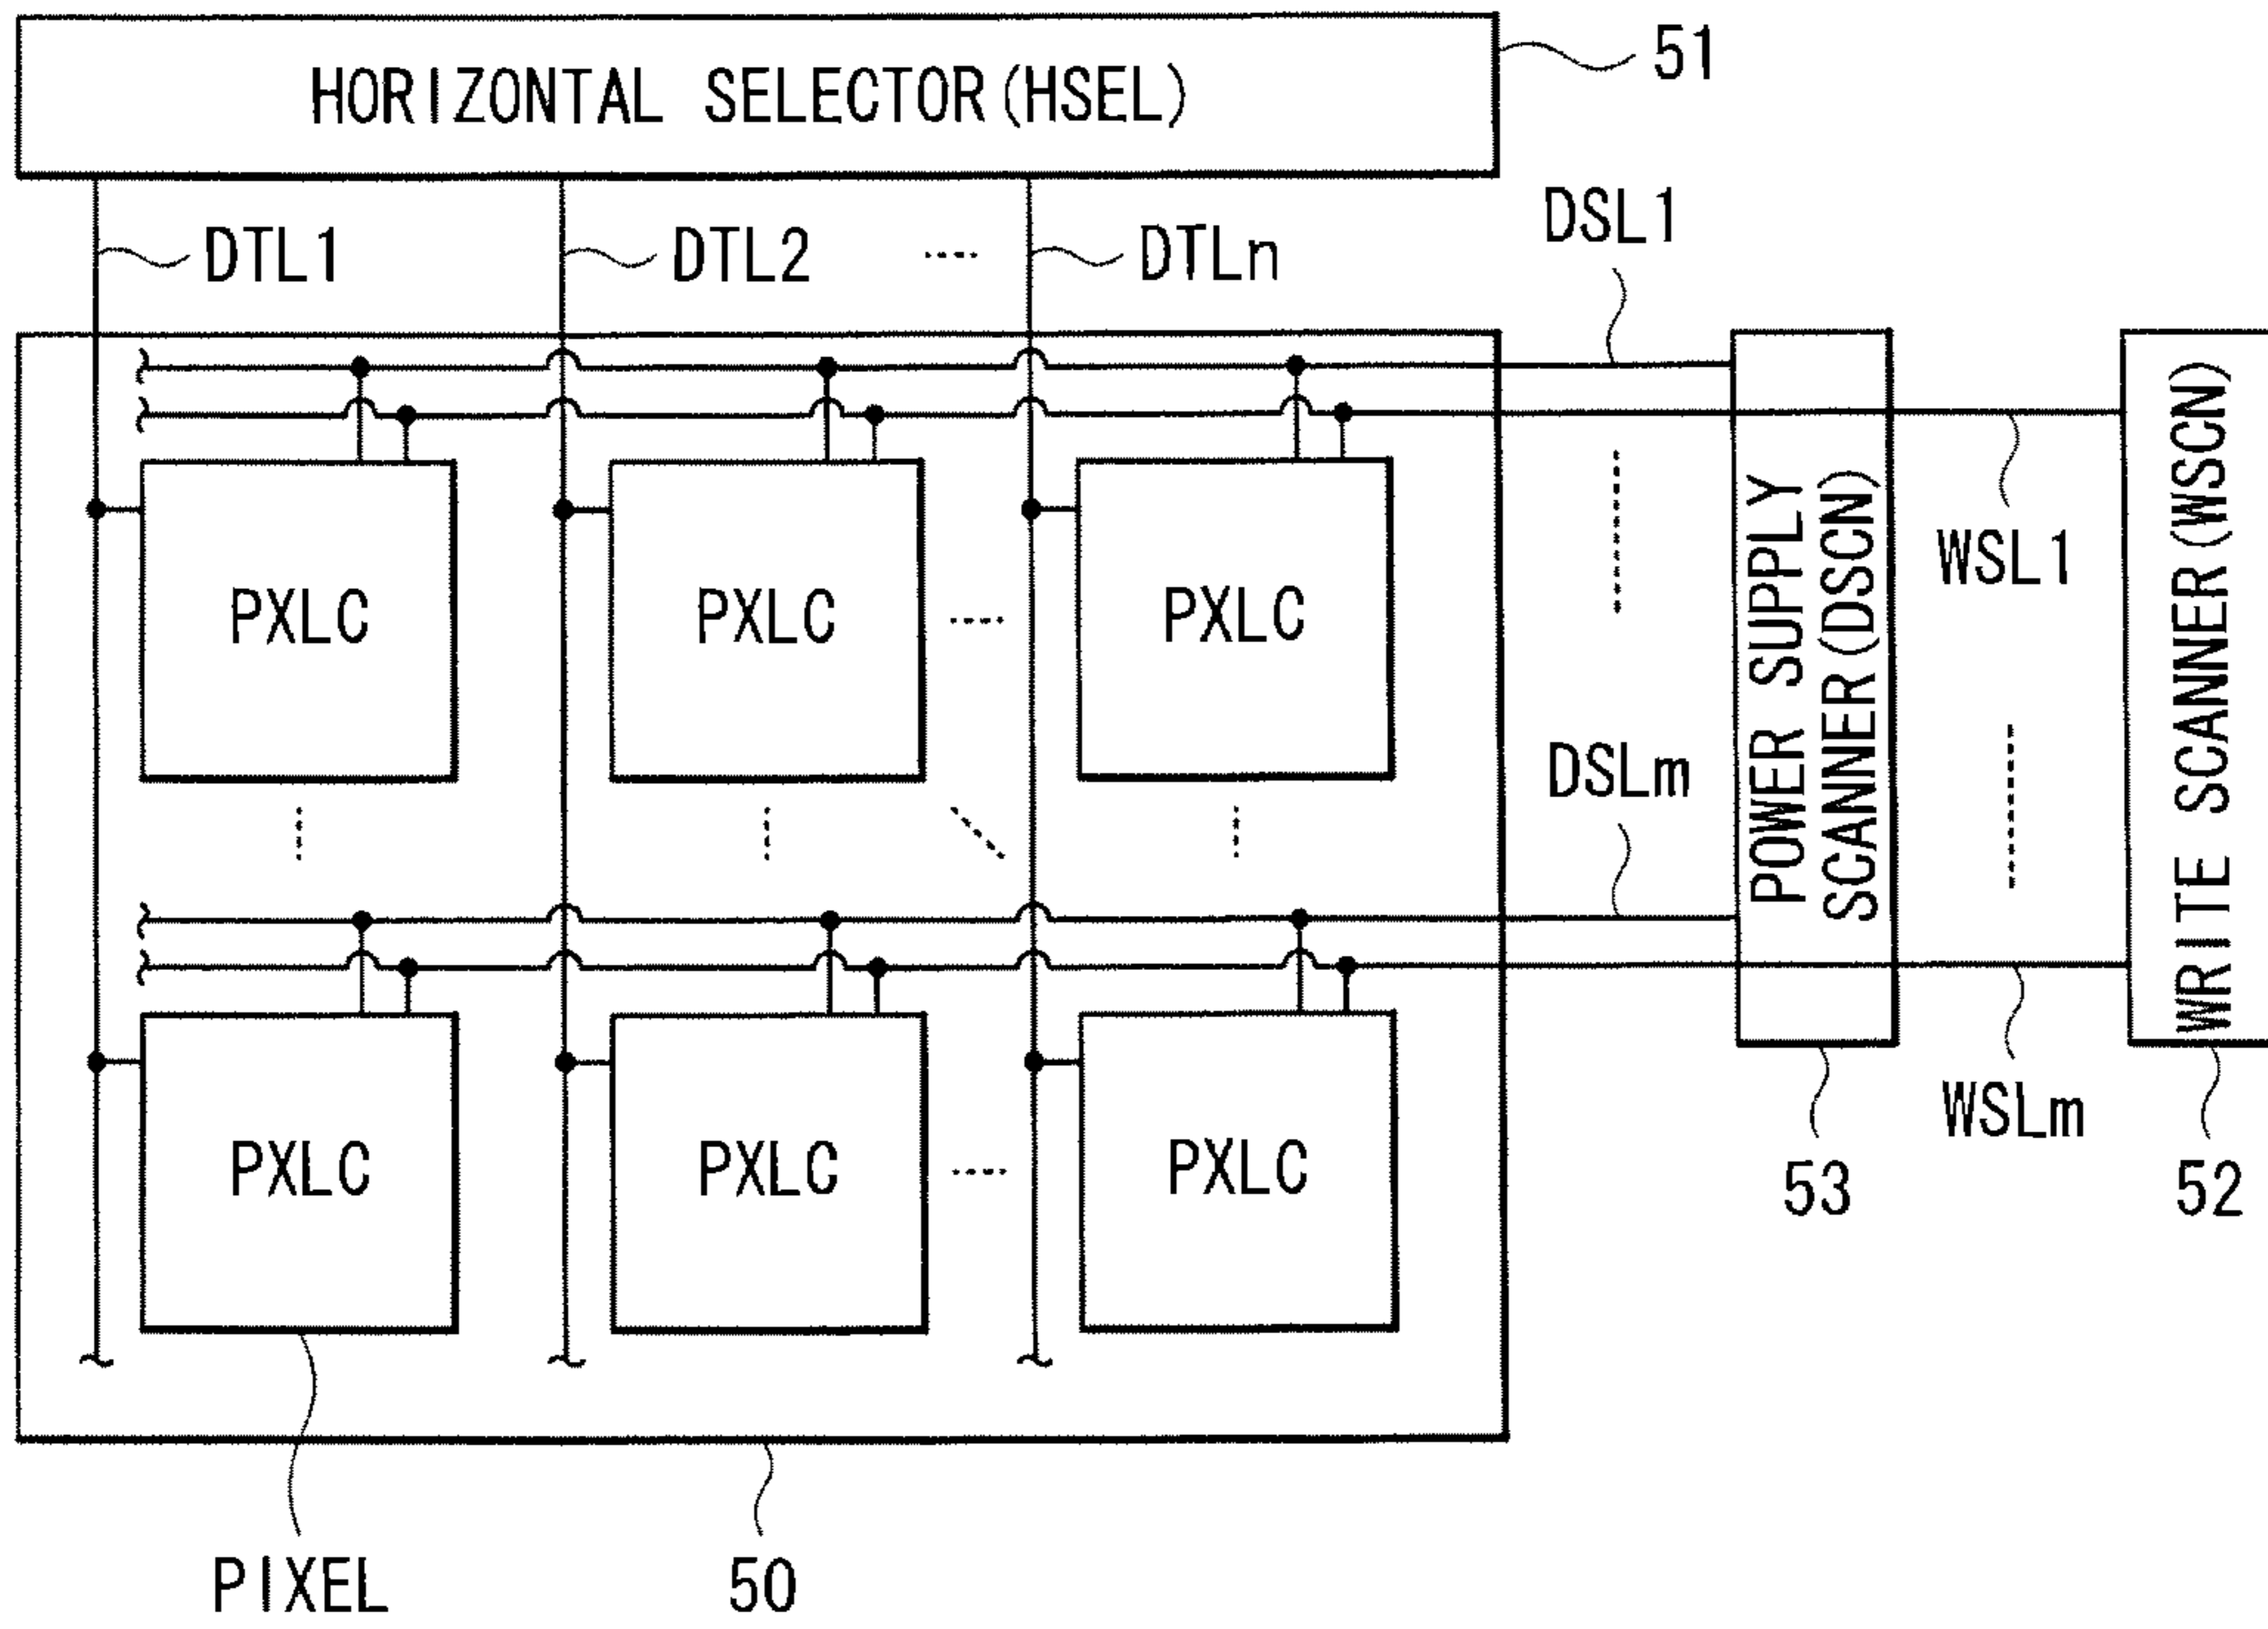 HORIZONTAL SELECTOR(HSEL)
51
DTL1
DTL2
DTLn
DSL1
WSL1
PXLC
PXLC
PXLC
DSLm
POWER SUPPLY
SCANNER(DSCN)
WRITE SCANNER(WSCN)
PXLC
PXLC
PXLC
WSLm
53
52
PIXEL
50